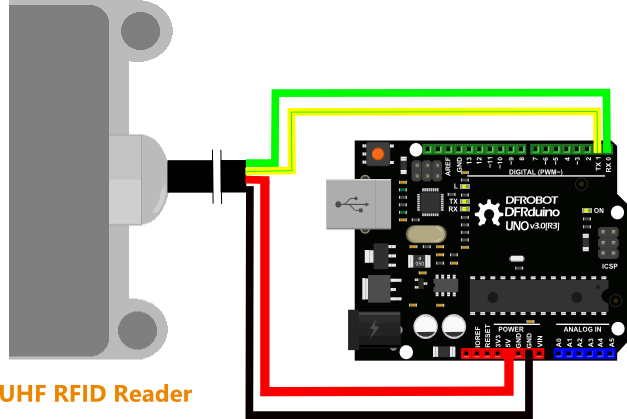 AREF
GND
13
12
~11
~10
~9
8
7
~6
~5
4
~3
2
TX 1
RX 0
DIGITAL (PWM~)
L
TX
RX
DFROBOT
DFRduino
UNO v3.0[R3]
ON
ICSP
050
POWER
ANALOG IN
IOREF
RESET
3V3
5V
GND
GND
VIN
A0
A1
A2
A3
A4
A5
UHF RFID Reader